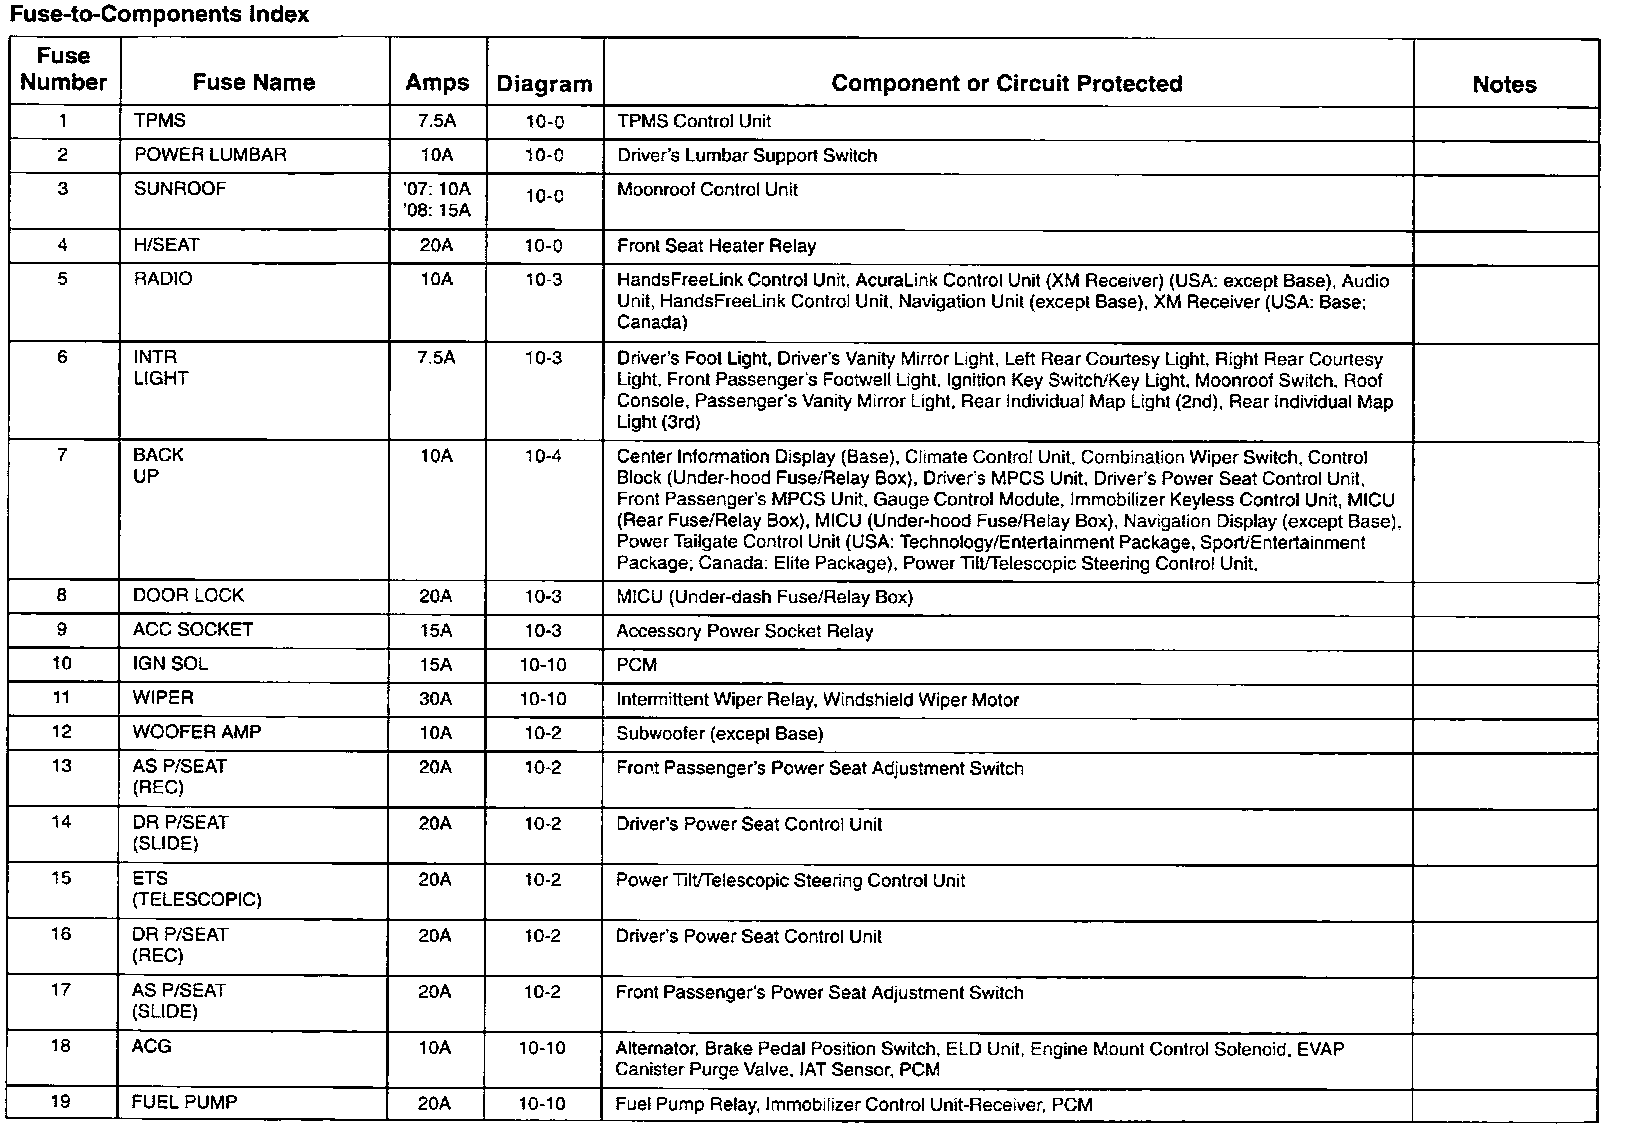 Fuse-to-Components Index
Fuse Number Fuse Name Amps Diagram Component or Circuit Protected Notes
1 TPMS 7.5A 10-0 TPMS Control Unit
2 POWER LUMBAR 10A 10-0 Driver's Lumbar Support Switch
3 SUNROOF '07: 10A 10-0 Moonroof Control Unit
'08: 15A
4 H/SEAT 20A 10-0 Front Seat Heater Relay
5 RADIO 10A 10-3 HandsFreeLink Control Unit, AcuraLink Control Unit (XM Receiver) (USA: except Base), Audio
Unit, HandsFreeLink Control Unit, Navigation Unit (except Base), XM Receiver (USA: Base;
Canada)
6 INTR 7.5A 10-3 Driver's Foot Light, Driver's Vanity Mirror Light, Left Rear Courtesy Light, Right Rear Courtesy
LIGHT Light, Front Passenger's Footwell Light, Ignition Key Switch/Key Light, Moonroof Switch, Roof
Console, Passenger's Vanity Mirror Light, Rear Individual Map Light (2nd), Rear Individual Map
Light (3rd)
7 BACK 10A 10-4 Center Information Display (Base), Climate Control Unit, Combination Wiper Switch, Control
UP Block (Under-hood Fuse/Relay Box), Driver's MPCS Unit, Driver's Power Seat Control Unit,
Front Passenger's MPCS Unit, Gauge Control Module, Immobilizer Keyless Control Unit, MICU
(Rear Fuse/Relay Box), MICU (Under-hood Fuse/Relay Box), Navigation Display (except Base),
Power Tailgate Control Unit (USA: Technology/Entertainment Package, Sport/Entertainment
Package; Canada: Elite Package), Power Tilt/Telescopic Steering Control Unit.
8 DOOR LOCK 20A 10-3 MICU (Under-dash Fuse/Relay Box)
9 ACC SOCKET 15A 10-3 Accessory Power Socket Relay
10 IGN SOL 15A 10-10 PCM
11 WIPER 30A 10-10 Intermittent Wiper Relay, Windshield Wiper Motor
12 WOOFER AMP 10A 10-2 Subwoofer (except Base)
13 AS P/SEAT 20A 10-2 Front Passenger's Power Seat Adjustment Switch
(REC)
14 DR P/SEAT 20A 10-2 Driver's Power Seat Control Unit
(SLIDE)
15 ETS 20A 10-2 Power Tilt/Telescopic Steering Control Unit
(TELESCOPIC)
16 DR P/SEAT 20A 10-2 Driver's Power Seat Control Unit
(REC)
17 AS P/SEAT 20A 10-2 Front Passenger's Power Seat Adjustment Switch
(SLIDE)
18 ACG 10A 10-10 Alternator, Brake Pedal Position Switch, ELD Unit, Engine Mount Control Solenoid, EVAP
Canister Purge Valve, IAT Sensor, PCM
19 FUEL PUMP 20A 10-10 Fuel Pump Relay, Immobilizer Control Unit-Receiver, PCM